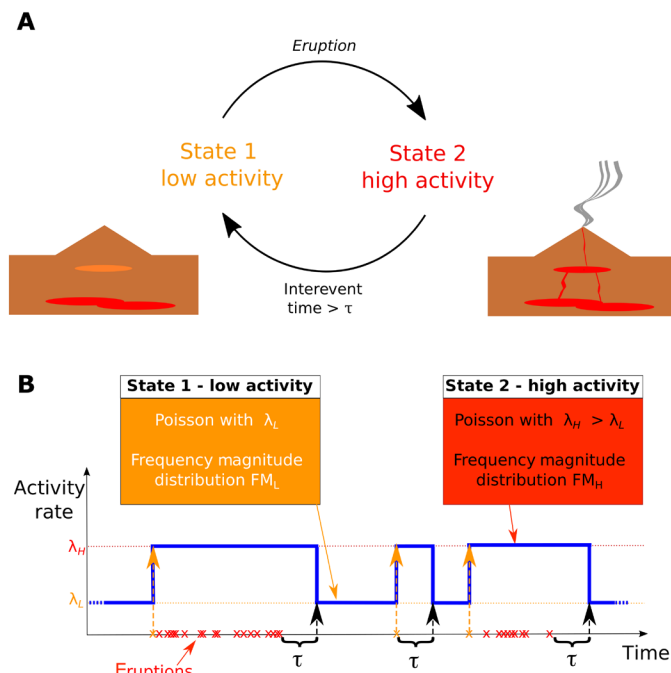 A
Eruption
State 1
low activity
State 2
high activity
Interevent
time > τ
B
State 1 - low activity
State 2 - high activity
Poisson with λL
Poisson with λH > λL
Frequency magnitude
distribution FML
Frequency magnitude
distribution FMH
Activity
rate
λH
λL
τ
τ
τ
Time
Eruptions